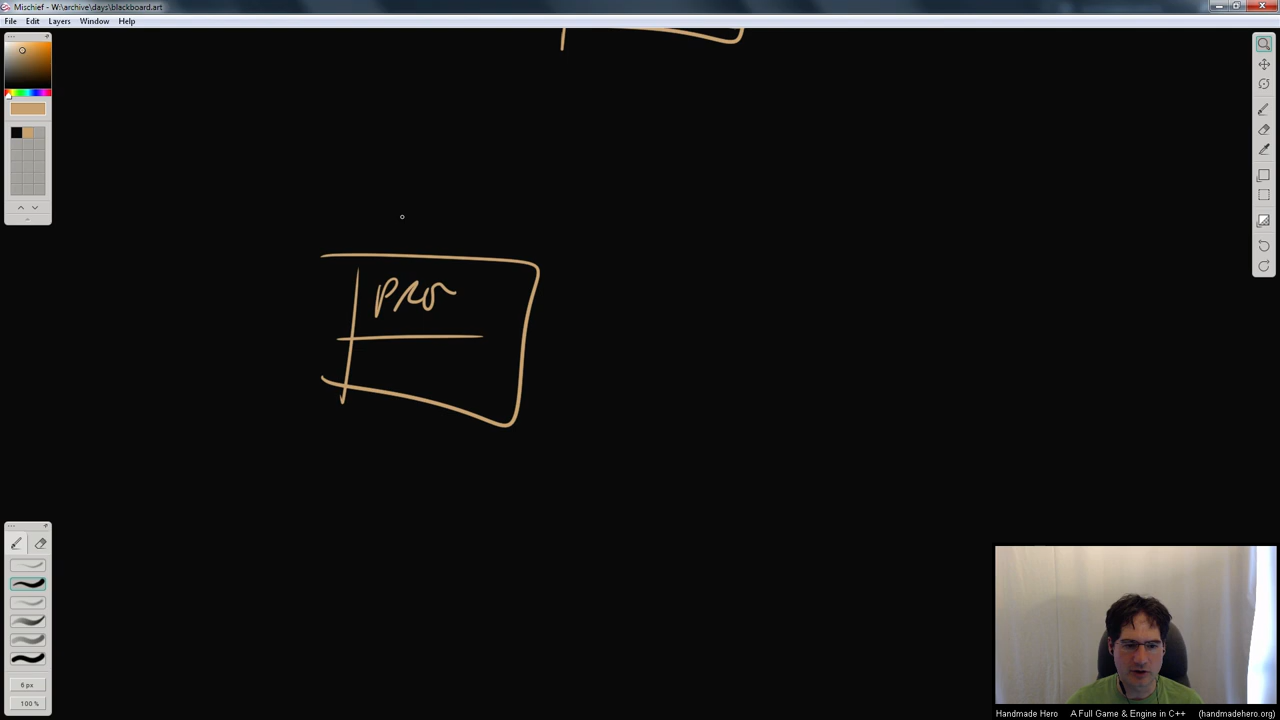 Mischief - W:\archive\days\blackboard.art
File Edit Layers Window Help
PRO
6 px
100 %
Handmade Hero A Full Game & Engine in C++ (handmadehero.org)